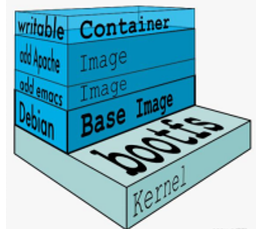 writable Container
add Apache Image
add emacs Image
Debian Base Image
bootfs
Kernel